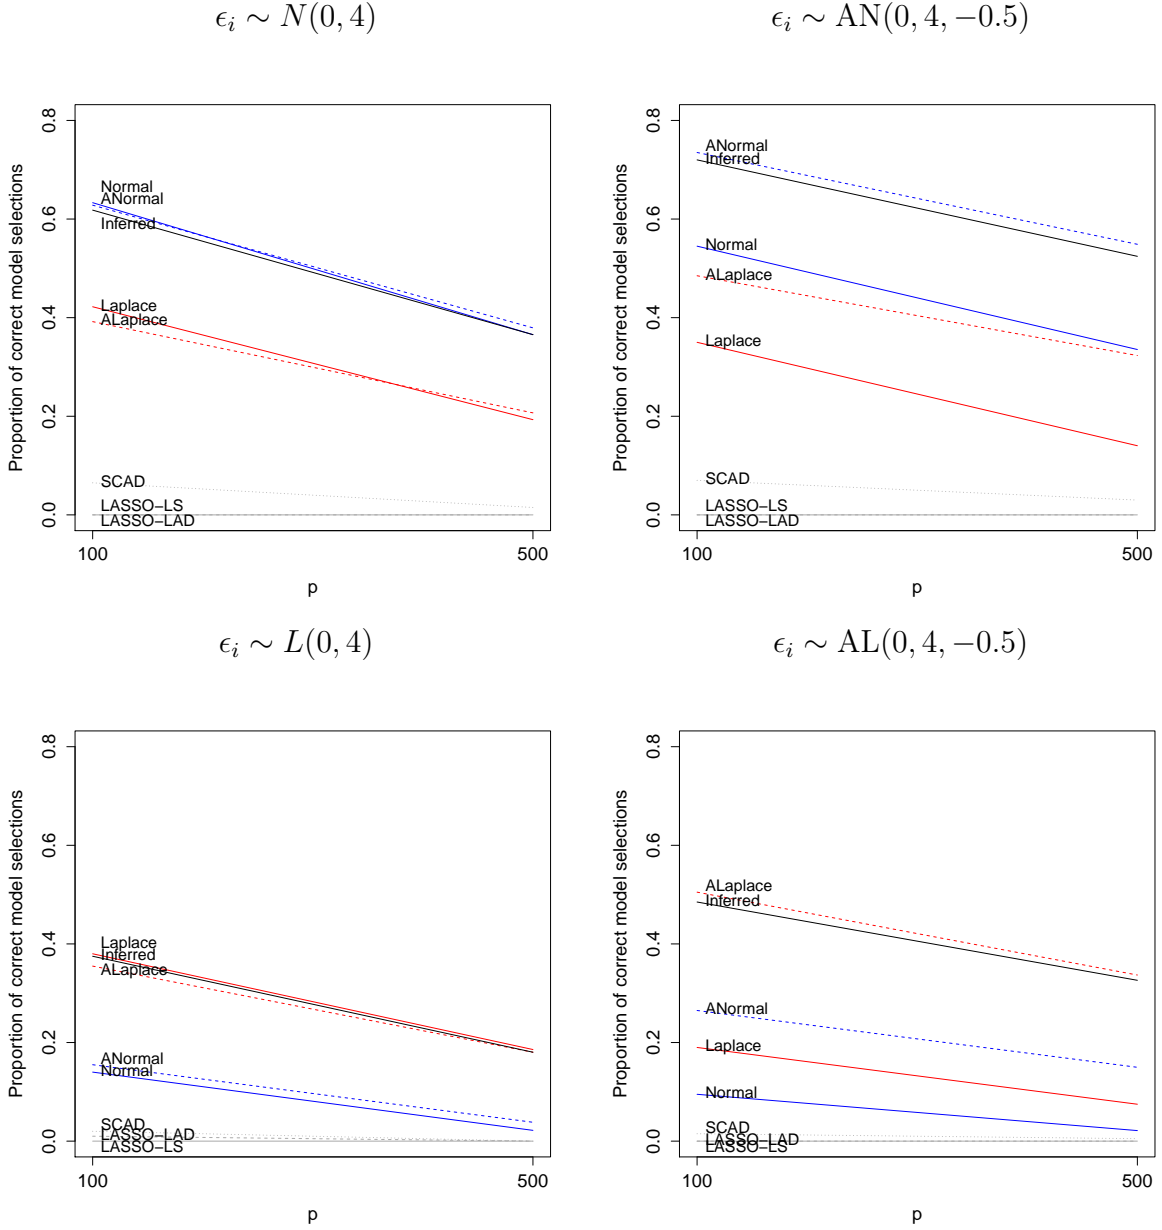 ϵ_i ∼ N(0, 4)
Proportion of correct model selections
0.8
0.6
0.4
0.2
0.0
Normal
ANormal
Inferred
Laplace
ALaplace
SCAD
LASSO−LS
LASSO−LAD
100
500
p
ϵ_i ∼ AN(0, 4, −0.5)
Proportion of correct model selections
0.8
0.6
0.4
0.2
0.0
ANormal
Inferred
Normal
ALaplace
Laplace
SCAD
LASSO−LS
LASSO−LAD
100
500
p
ϵ_i ∼ L(0, 4)
Proportion of correct model selections
0.8
0.6
0.4
0.2
0.0
Laplace
Inferred
ALaplace
ANormal
Normal
SCAD
LASSO−LAD
LASSO−LS
100
500
p
ϵ_i ∼ AL(0, 4, −0.5)
Proportion of correct model selections
0.8
0.6
0.4
0.2
0.0
ALaplace
Inferred
ANormal
Laplace
Normal
SCAD
LASSO−LAD
LASSO−LS
100
500
p